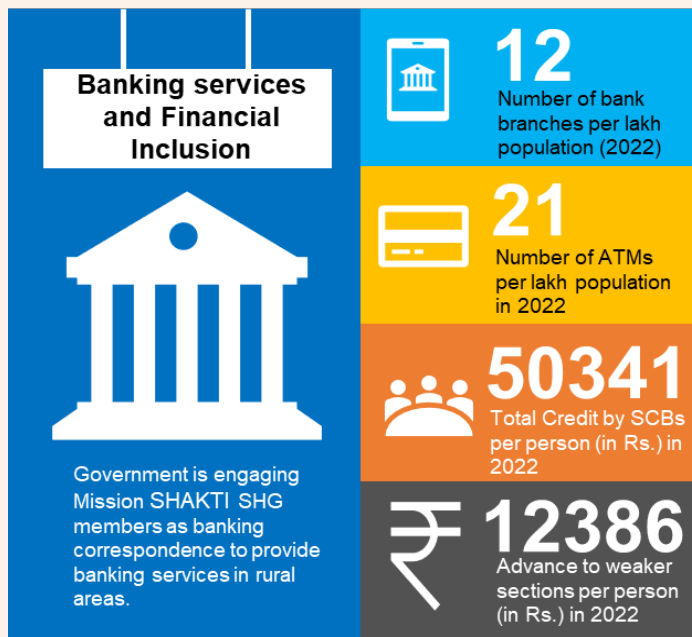 Banking services
and Financial
Inclusion
Government is engaging
Mission SHAKTI SHG
members as banking
correspondence to provide
banking services in rural
areas.
12
Number of bank
branches per lakh
population (2022)
21
Number of ATMs
per lakh population
in 2022
50341
Total Credit by SCBs
per person (in Rs.) in
2022
₹
12386
Advance to weaker
sections per person
(in Rs.) in 2022